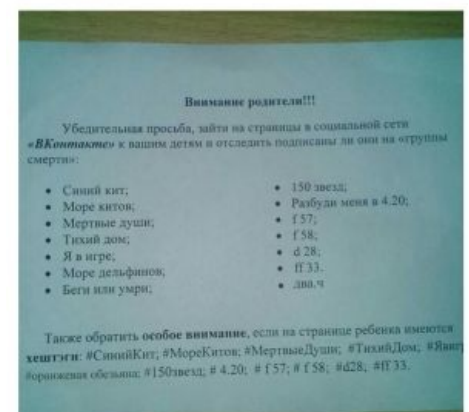 Внимание родители!!!
Убедительная просьба, зайти на страницы в социальной сети
«ВКонтакте» к вашим детям и отследить подписаны ли они на «группы
смерти»:
• Синий кит;
• Море китов;
• Мертвые души;
• Тихий дом;
• Я в игре;
• Море дельфинов;
• Беги или умри;
• 150 звезд;
• Разбуди меня в 4.20;
• f 57;
• f 58;
• d 28;
• ff 33.
• два.ч
Также обратить особое внимание, если на странице ребенка имеются
хештэги: #СинийКит; #МореКитов; #МертвыеДуши; #ТихийДом; #Явигр
#оранжевая обезьяна; #150звезд; # 4.20; # f 57; # f 58; #d28; #ff 33.